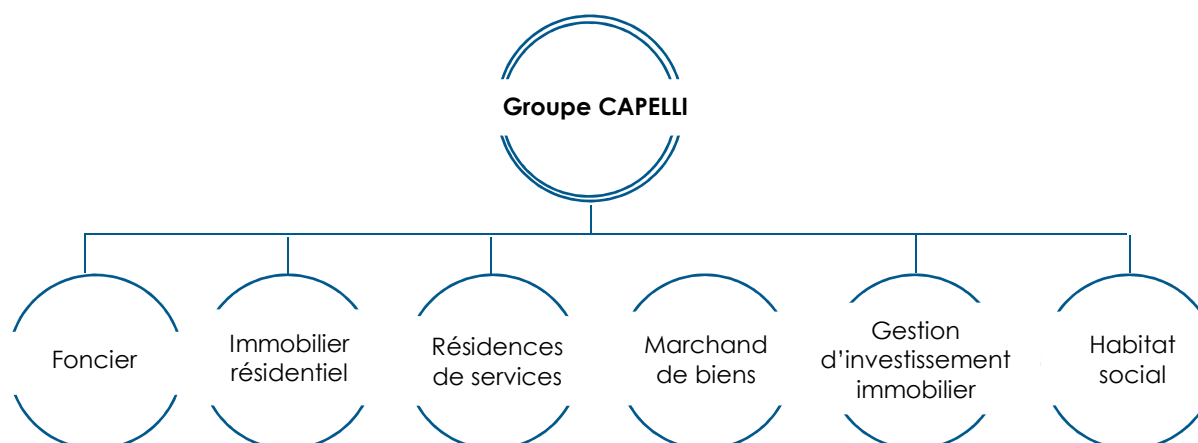 Groupe CAPELLI
Foncier
Immobilier
résidentiel
Résidences
de services
Marchand
de biens
Gestion
d’investissement
immobilier
Habitat
social